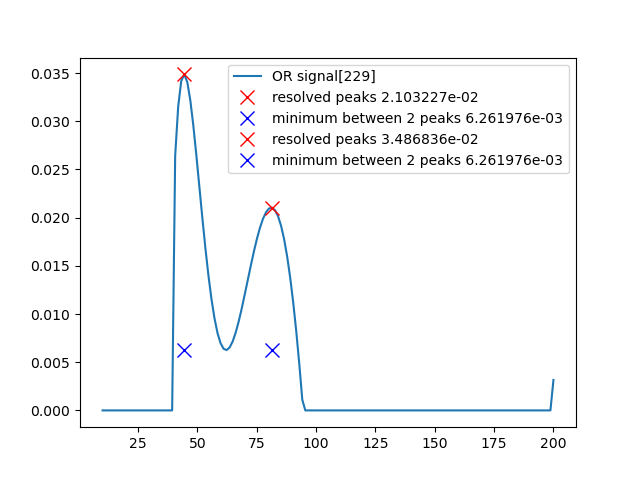 OR signal[229]
resolved peaks 2.103227e-02
minimum between 2 peaks 6.261976e-03
resolved peaks 3.486836e-02
minimum between 2 peaks 6.261976e-03
0.035
0.030
0.025
0.020
0.015
0.010
0.005
0.000
25 50 75 100 125 150 175 200